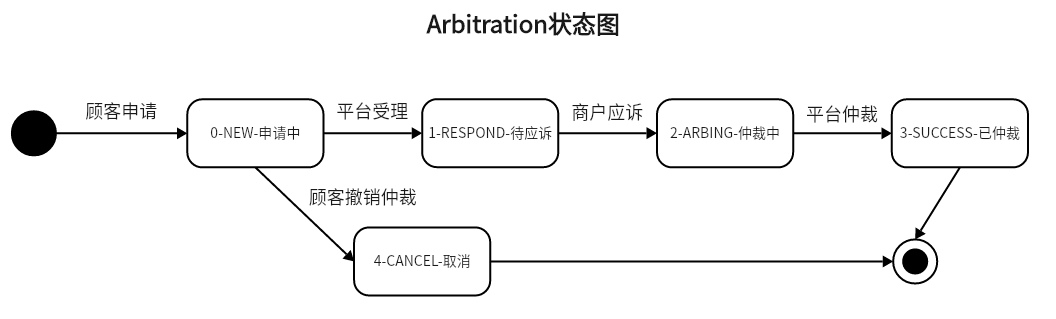 Arbitration状态图
顾客申请
平台受理
商户应诉
平台仲裁
0-NEW-申请中
1-RESPOND-待应诉
2-ARBING-仲裁中
3-SUCCESS-已仲裁
顾客撤销仲裁
4-CANCEL-取消